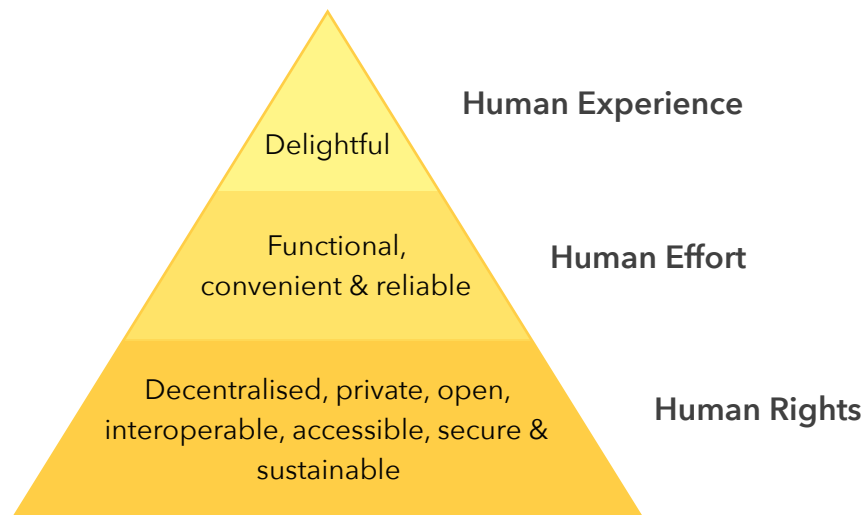 Human Experience
Delightful
Functional,
convenient & reliable
Human Effort
Decentralised, private, open,
interoperable, accessible, secure &
sustainable
Human Rights